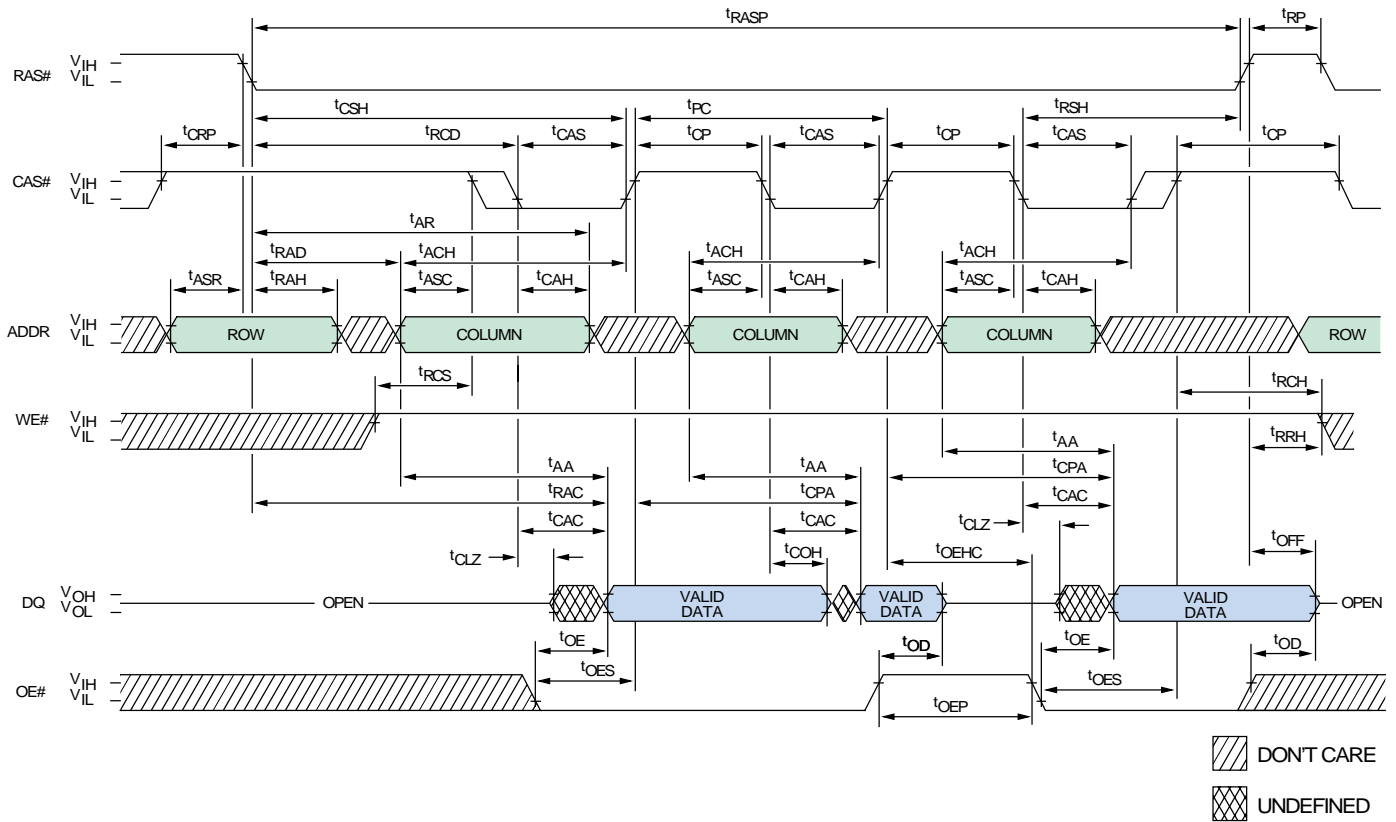 tRASP tRP
RAS# VIH
VIL
tCSH tPC tRSH
tCRP tRCD tCAS tCP tCAS tCP tCAS tCP
CAS# VIH
VIL
tAR
tRAD tACH tACH tACH
tASR tRAH tASC tCAH tASC tCAH tASC tCAH
ADDR VIH
VIL
ROW COLUMN COLUMN COLUMN ROW
tRCS tRCH
WE# VIH
VIL
tRRH
tAA tAA tAA
tRAC tCPA tCPA
tCAC tCAC tCAC
tCLZ tCOH tOEHC tCLZ tOFF
DQ VOH
VOL
OPEN VALID DATA VALID DATA VALID DATA OPEN
tOE tOD tOE tOD
tOES tOES
OE# VIH
VIL
tOEP
DON'T CARE
UNDEFINED